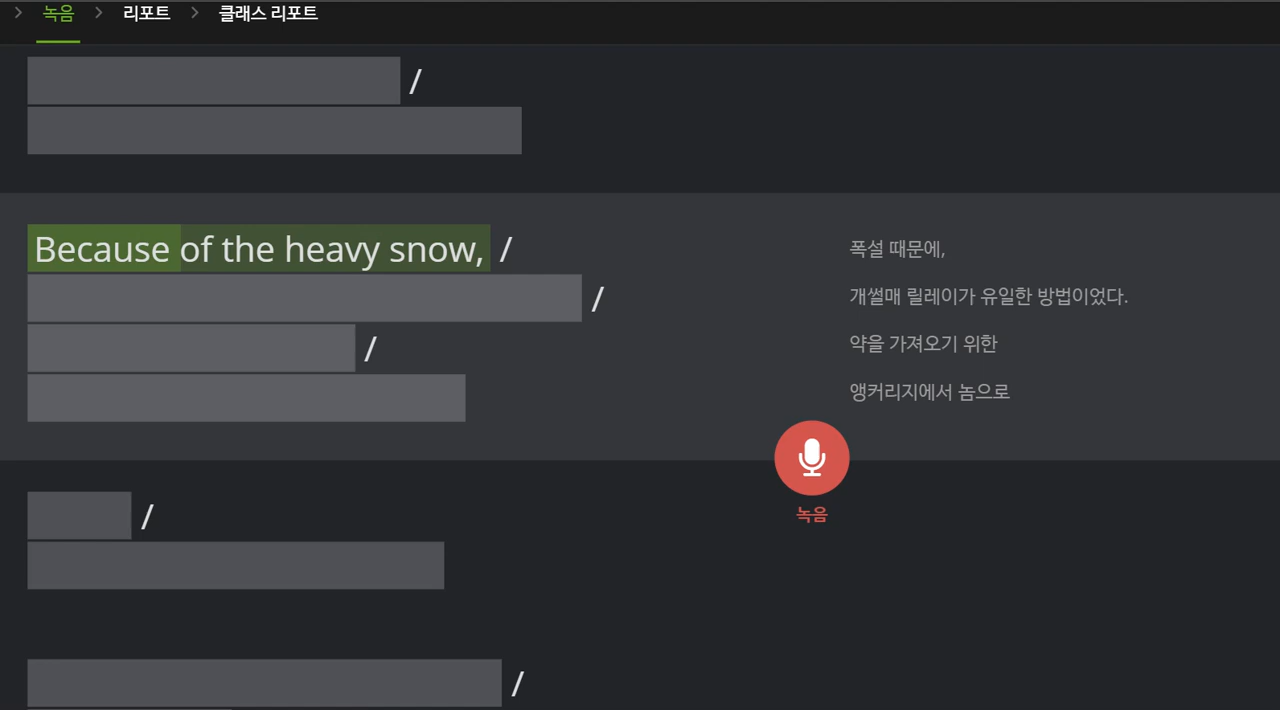 > 녹음 > 리포트 > 클래스 리포트
/
Because of the heavy snow, /
폭설 때문에,
/
개썰매 릴레이가 유일한 방법이었다.
/
약을 가져오기 위한
앵커리지에서 놈으로
녹음
/
/